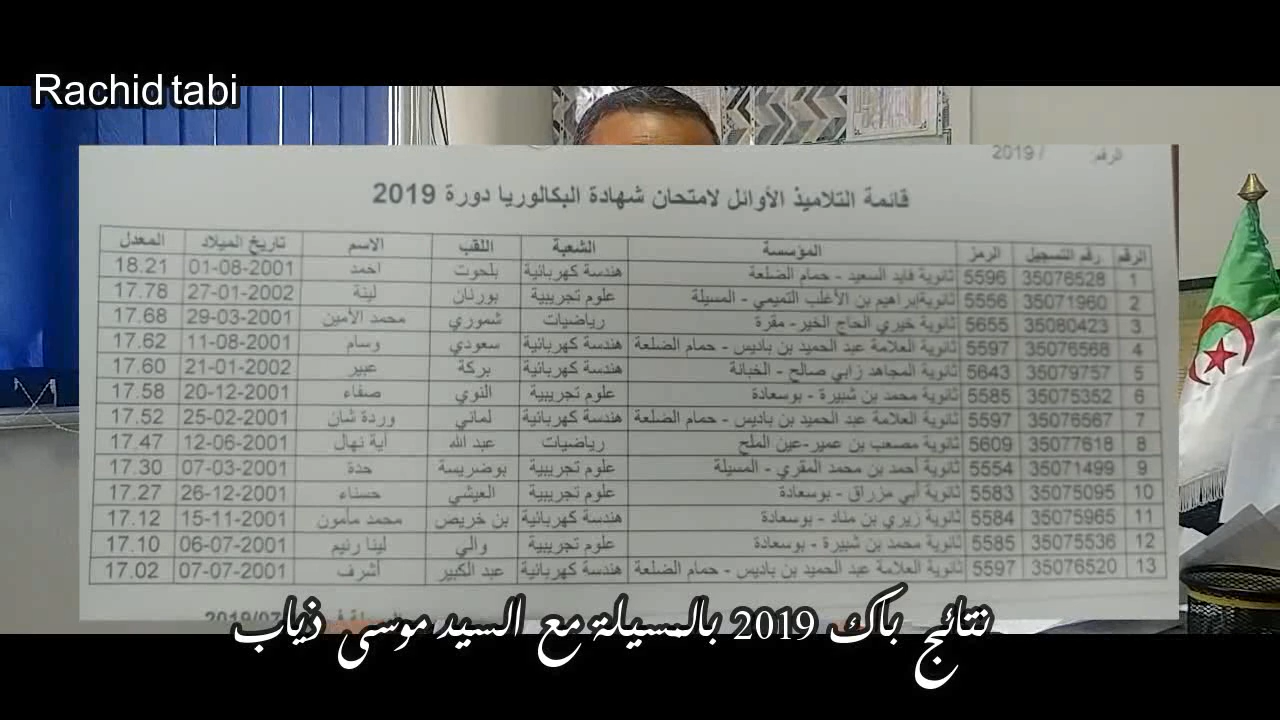 Rachid tabi
الرقم: / 2019
قائمة التلاميذ الأوائل لامتحان شهادة البكالوريا دورة 2019
الرقم رقم التسجيل الرمز المؤسسة الشعبة اللقب الاسم تاريخ الميلاد المعدل
1 35076528 5596 ثانوية قايد السعيد - حمام الضلعة هندسة كهربائية بلحوت احمد 01-08-2001 18.21
2 35071960 5556 ثانوية ابراهيم بن الأغلب التميمي - المسيلة علوم تجريبية بورنان لينة 27-01-2002 17.78
3 35080423 5655 ثانوية خيري الحاج الخير- مقرة رياضيات شموري محمد الأمين 29-03-2001 17.68
4 35076568 5597 ثانوية العلامة عبد الحميد بن باديس - حمام الضلعة هندسة كهربائية سعودي وسام 11-08-2001 17.62
5 35079757 5643 ثانوية المجاهد زابي صالح - الخبانة هندسة كهربائية بركة عبير 21-01-2002 17.60
6 35075352 5585 ثانوية محمد بن شبيرة - بوسعادة علوم تجريبية النوي صفاء 20-12-2001 17.58
7 35076567 5597 ثانوية العلامة عبد الحميد بن باديس - حمام الضلعة هندسة كهربائية لماني وردة شان 25-02-2001 17.52
8 35077618 5609 ثانوية مصعب بن عمير-عين الملح رياضيات عبد الله آية نهال 12-06-2001 17.47
9 35071499 5554 ثانوية أحمد بن محمد المقري - المسيلة علوم تجريبية بوضريسة حدة 07-03-2001 17.30
10 35075095 5583 ثانوية أبي مزراق - بوسعادة علوم تجريبية العيشي حسناء 26-12-2001 17.27
11 35075965 5584 ثانوية زيري بن مناد - بوسعادة هندسة كهربائية بن خريص محمد مأمون 15-11-2001 17.12
12 35075536 5585 ثانوية محمد بن شبيرة - بوسعادة علوم تجريبية والي لينا رنيم 06-07-2001 17.10
13 35076520 5597 ثانوية العلامة عبد الحميد بن باديس - حمام الضلعة هندسة كهربائية عبد الكبير أشرف 07-07-2001 17.02
نتائج باك 2019 بالمسيلة مع السيد موسى ذياب